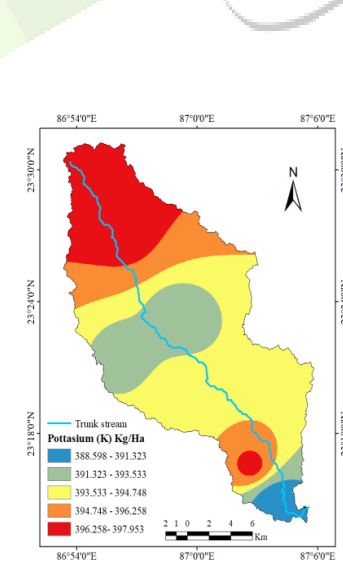 86°54'0"E 87°0'0"E 87°6'0"E
23°30'0"N
N
23°24'0"N
23°18'0"N
Trunk stream
Pottasium (K) Kg/Ha
388.598 - 391.323
391.323 - 393.533
393.533 - 394.748
394.748 - 396.258
396.258- 397.953
2 1 0 2 4 6
Km
86°54'0"E 87°0'0"E 87°6'0"E